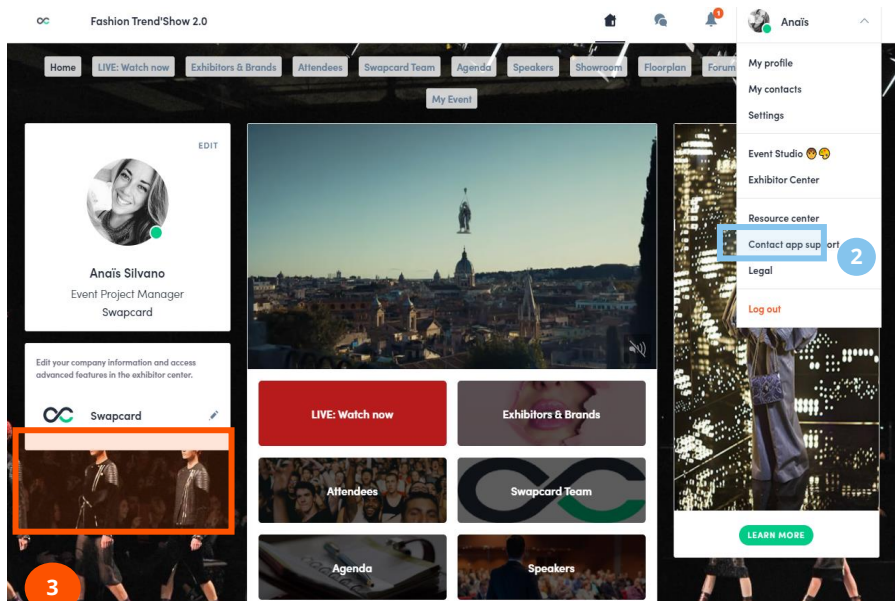 Fashion Trend'Show 2.0
1
Anaïs
Home
LIVE: Watch now
Exhibitors & Brands
Attendees
Swapcard Team
Agenda
Speakers
Showroom
Floorplan
Forum
My Event
My profile
My contacts
Settings
Event Studio
Exhibitor Center
Resource center
Contact app support
2
Legal
Log out
EDIT
Anaïs Silvano
Event Project Manager
Swapcard
Edit your company information and access
advanced features in the exhibitor center.
Swapcard
LIVE: Watch now
Exhibitors & Brands
Attendees
Swapcard Team
Agenda
Speakers
LEARN MORE
3